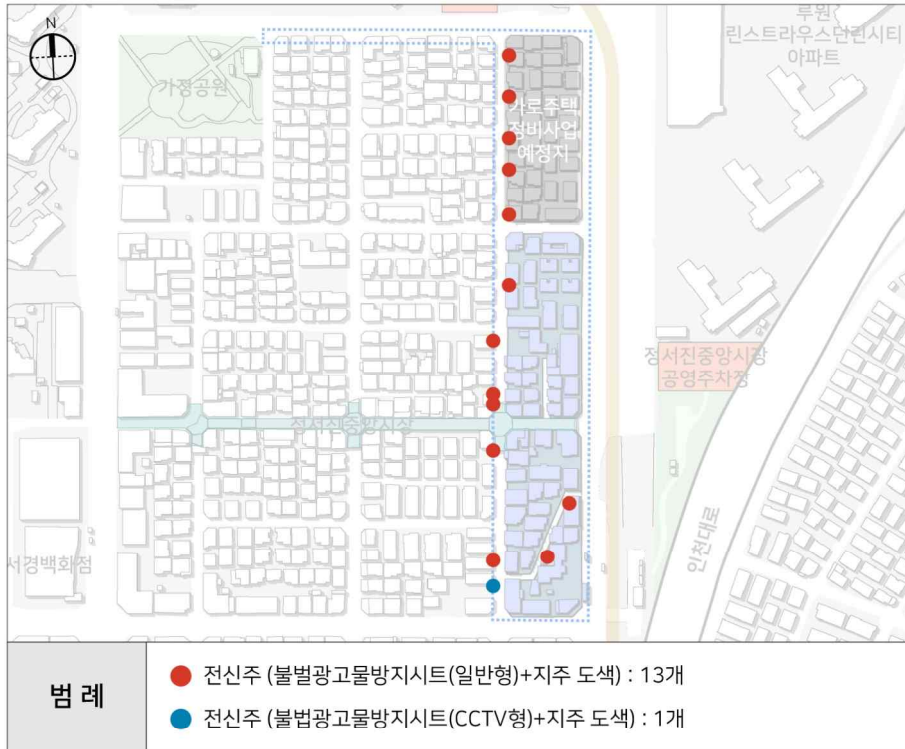 N
루원
린스트라우스단린시티
아파트
가정공원
가로주택
정비사업
예정지
정서진중앙시장
공영주차장
정서진중앙시장
서경백화점
인천대로
범 례
전신주 (불벌광고물방지시트(일반형)+지주 도색) : 13개
전신주 (불법광고물방지시트(CCTV형)+지주 도색) : 1개